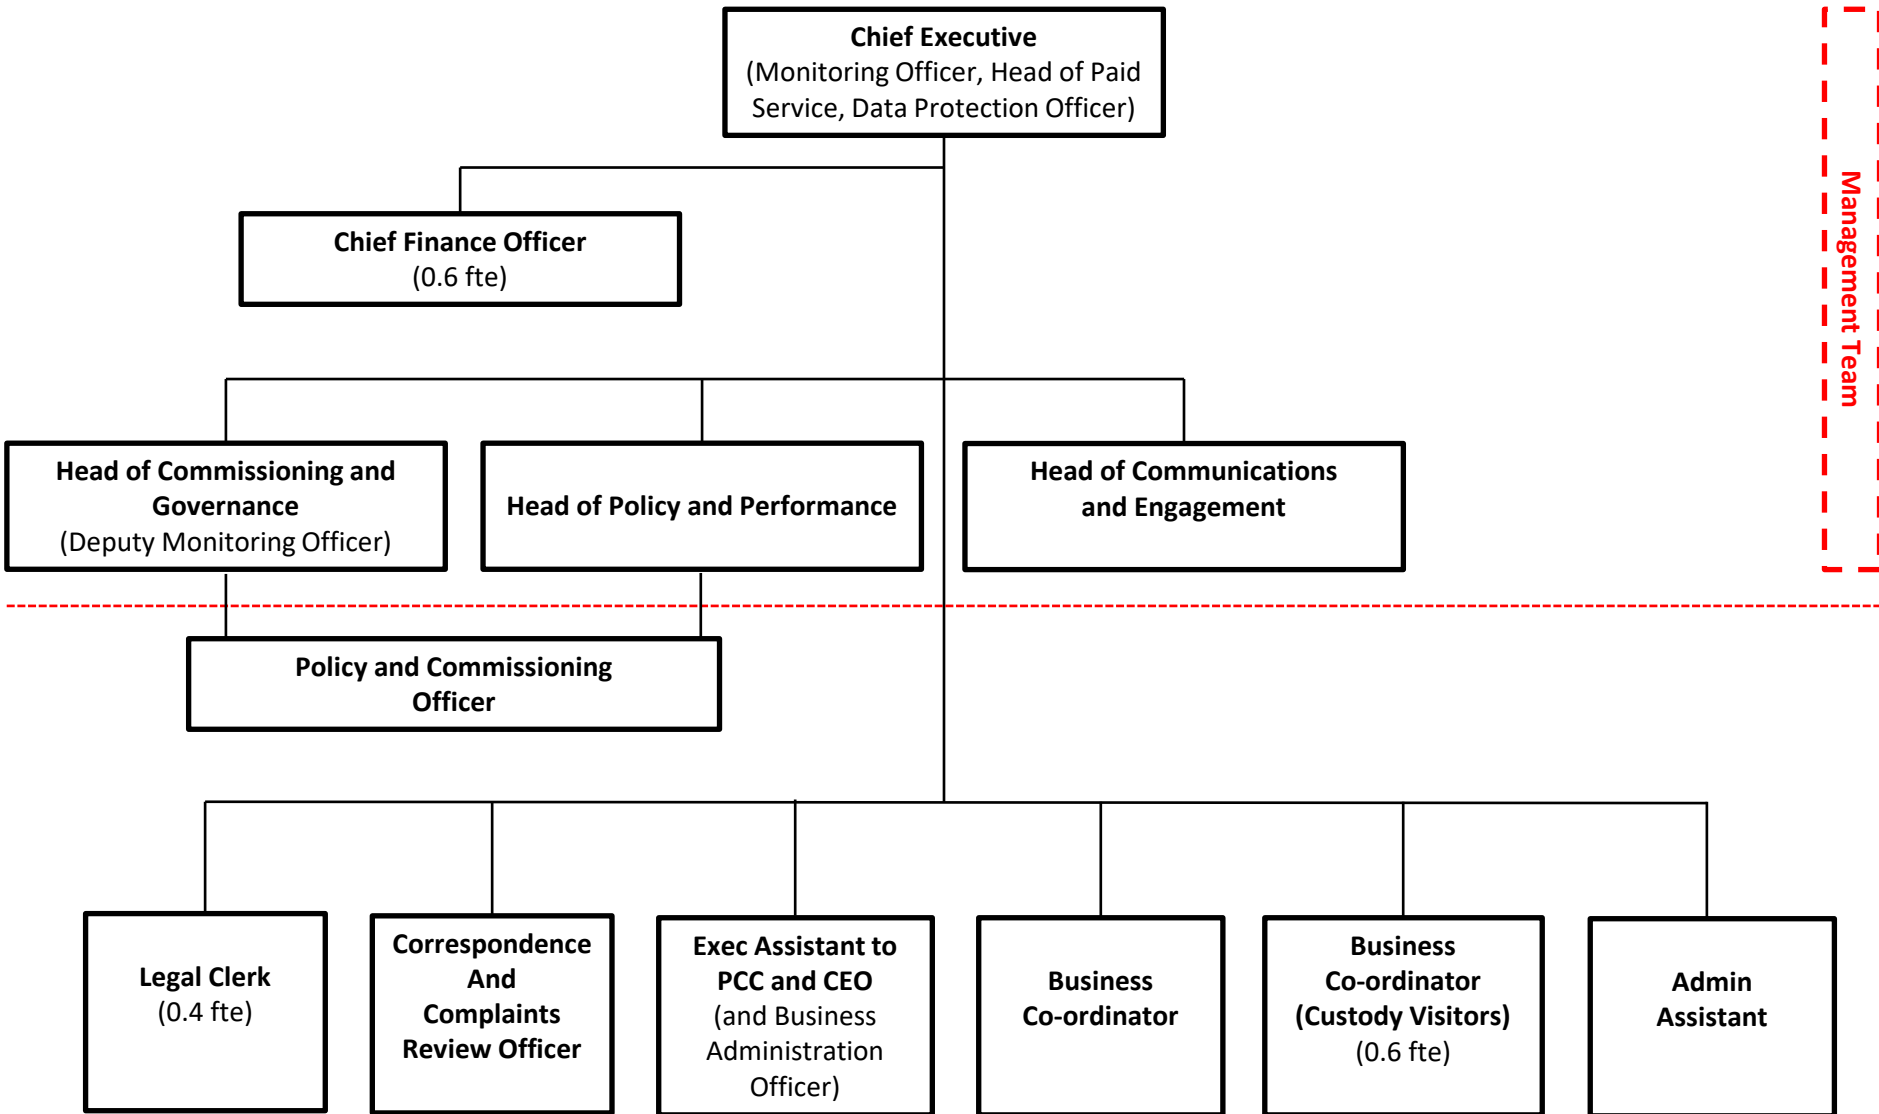 Chief Executive
(Monitoring Officer, Head of Paid
Service, Data Protection Officer)
Management Team
Chief Finance Officer
(0.6 fte)
Head of Commissioning and
Governance
(Deputy Monitoring Officer)
Head of Policy and Performance
Head of Communications
and Engagement
Policy and Commissioning
Officer
Legal Clerk
(0.4 fte)
Correspondence
And
Complaints
Review Officer
Exec Assistant to
PCC and CEO
(and Business
Administration
Officer)
Business
Co-ordinator
Business
Co-ordinator
(Custody Visitors)
(0.6 fte)
Admin
Assistant